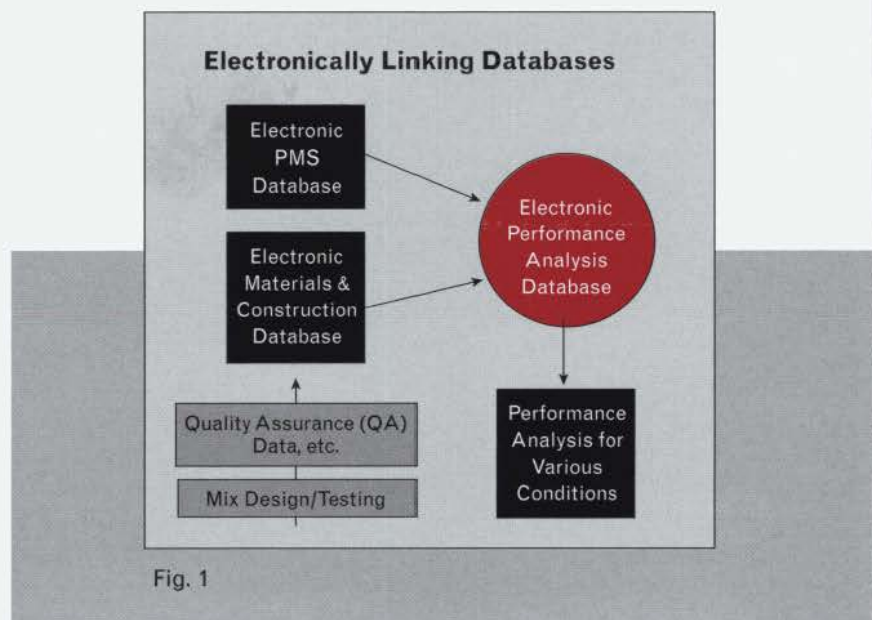 Electronically Linking Databases
Electronic
PMS
Database
Electronic
Materials &
Construction
Database
Quality Assurance (QA)
Data, etc.
Mix Design/Testing
Electronic
Performance
Analysis
Database
Performance
Analysis for
Various
Conditions
Fig. 1